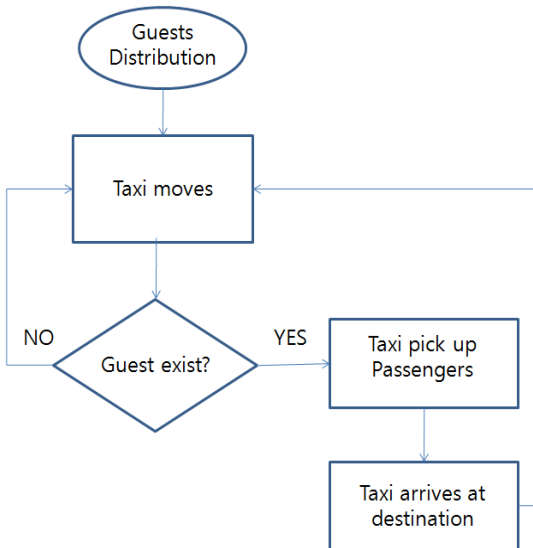 Guests
Distribution
Taxi moves
NO
Guest exist?
YES
Taxi pick up
Passengers
Taxi arrives at
destination